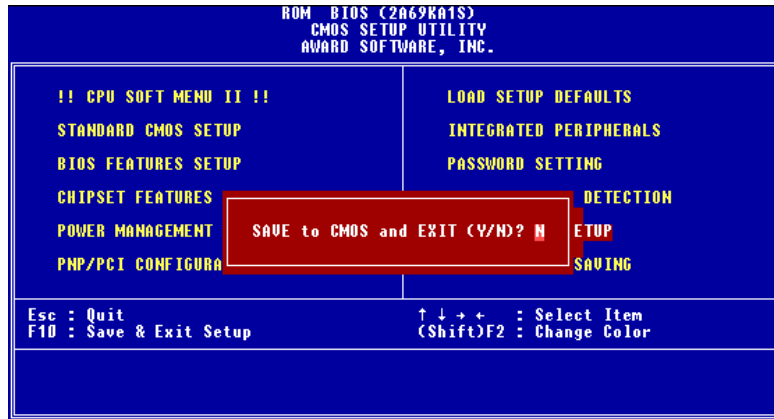 ROM BIOS (2A69KA1S)
CMOS SETUP UTILITY
AWARD SOFTWARE, INC.
!! CPU SOFT MENU II !!
STANDARD CMOS SETUP
BIOS FEATURES SETUP
CHIPSET FEATURES
POWER MANAGEMENT
PNP/PCI CONFIGURA
LOAD SETUP DEFAULTS
INTEGRATED PERIPHERALS
PASSWORD SETTING
DETECTION
ETUP
SAVING
SAVE to CMOS and EXIT (Y/N)? N
Esc : Quit
F10 : Save & Exit Setup
↑ ↓ → ← : Select Item
(Shift)F2 : Change Color